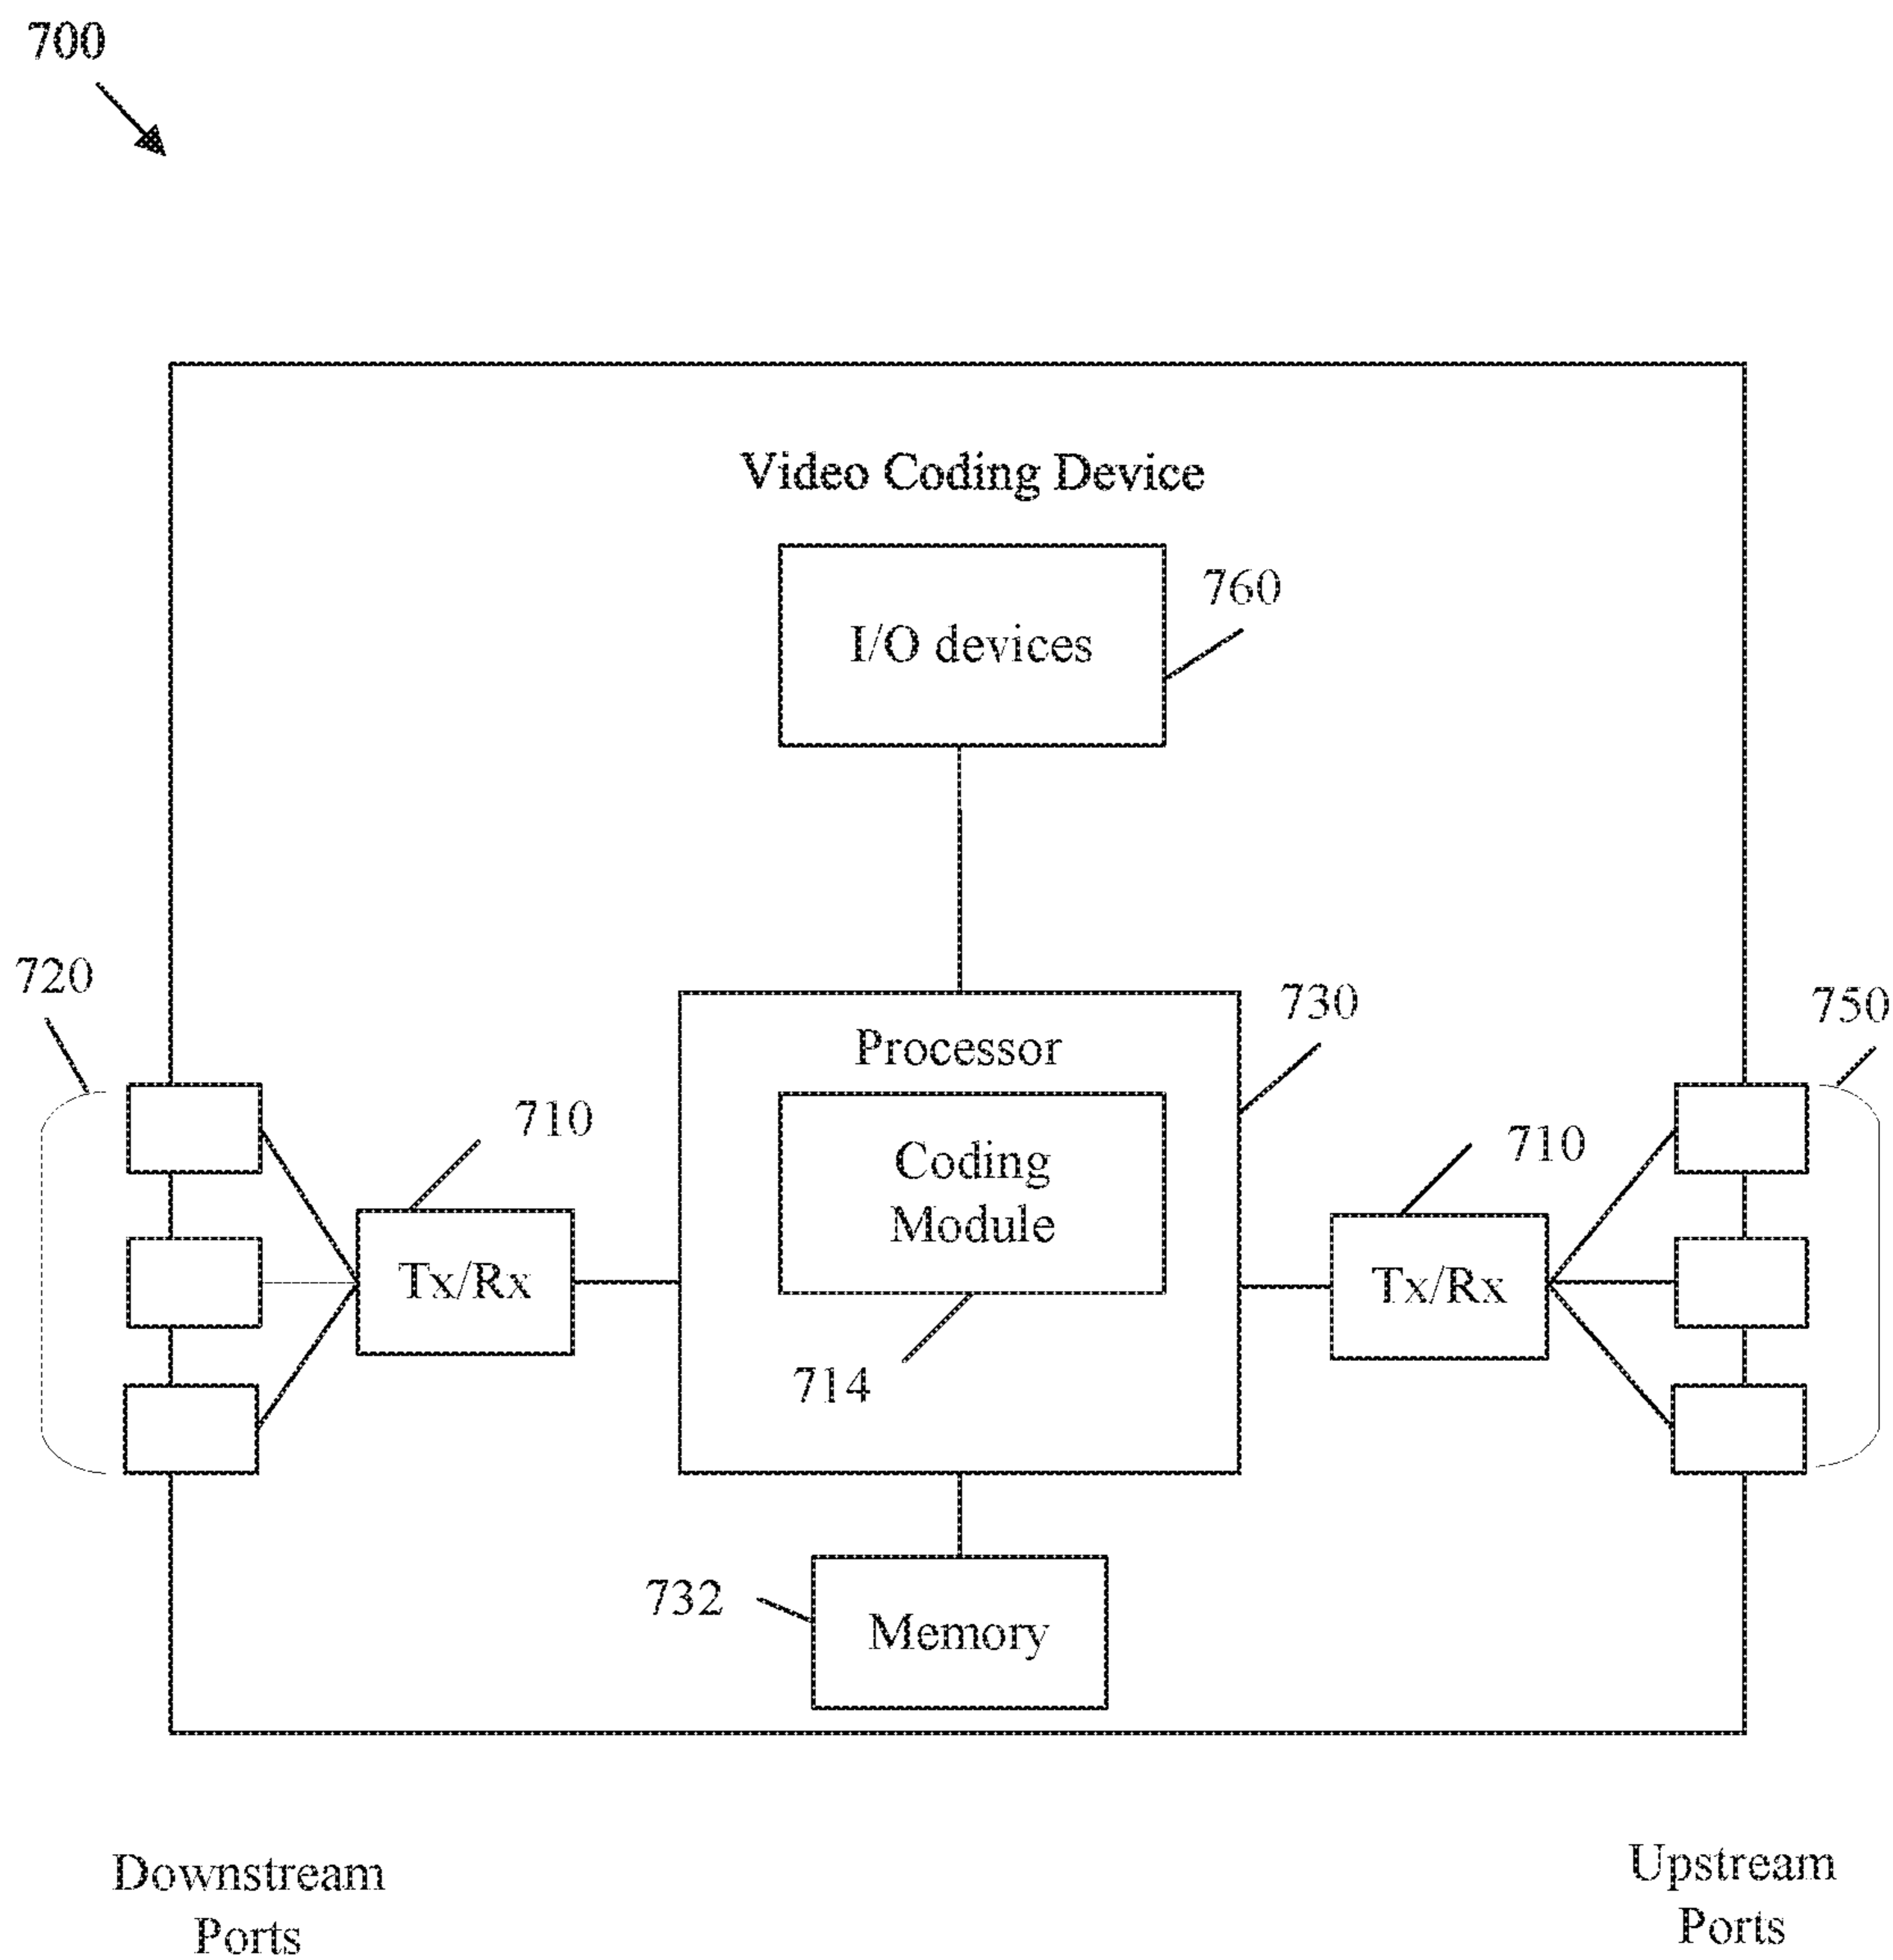 700
Video Coding Device
760
I/O devices
720
730
750
Processor
710
Coding
Module
710
Tx/Rx
Tx/Rx
714
732
Memory
Downstream
Ports
Upstream
Ports